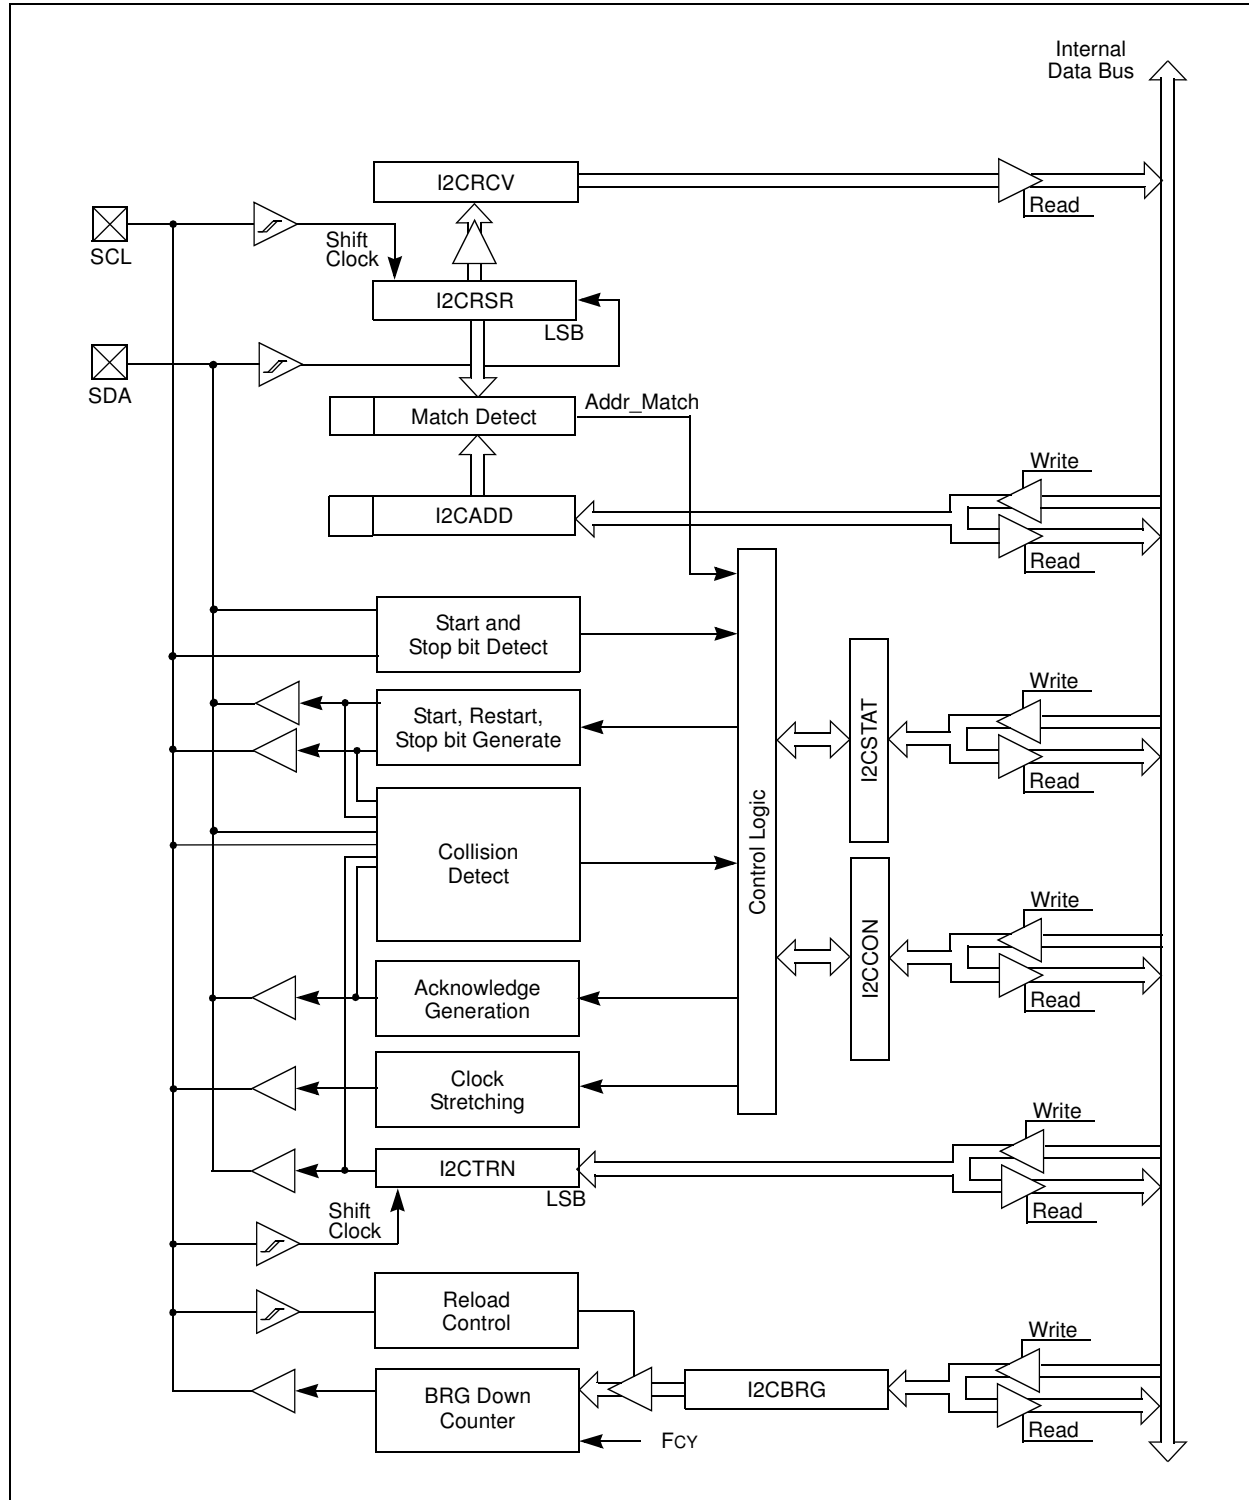 Internal
Data Bus
I2CRCV
Read
SCL
Shift
Clock
I2CRSR
LSB
SDA
Addr_Match
Match Detect
Write
I2CADD
Read
Start and
Stop bit Detect
Write
Start, Restart,
Stop bit Generate
I2CSTAT
Read
Control Logic
Collision
Detect
Write
I2CCON
Acknowledge
Generation
Read
Clock
Stretching
Write
I2CTRN
LSB
Shift
Clock
Read
Reload
Control
Write
BRG Down
Counter
I2CBRG
Read
FCY